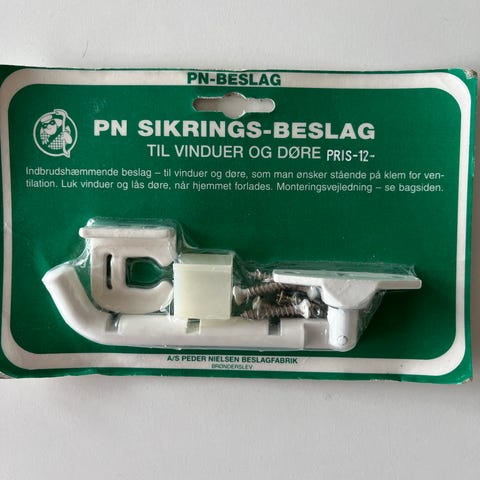 PN-BESLAG
PN SIKRINGS-BESLAG
TIL VINDUER OG DØRE PRIS-12-
Indbrudshæmmende beslag – til vinduer og døre, som man ønsker stående på klem for ven-
tilation. Luk vinduer og lås døre, når hjemmet forlades. Monteringsvejledning – se bagsiden.
A/S PEDER NIELSEN BESLAGFABRIK
BRØNDERSLEV